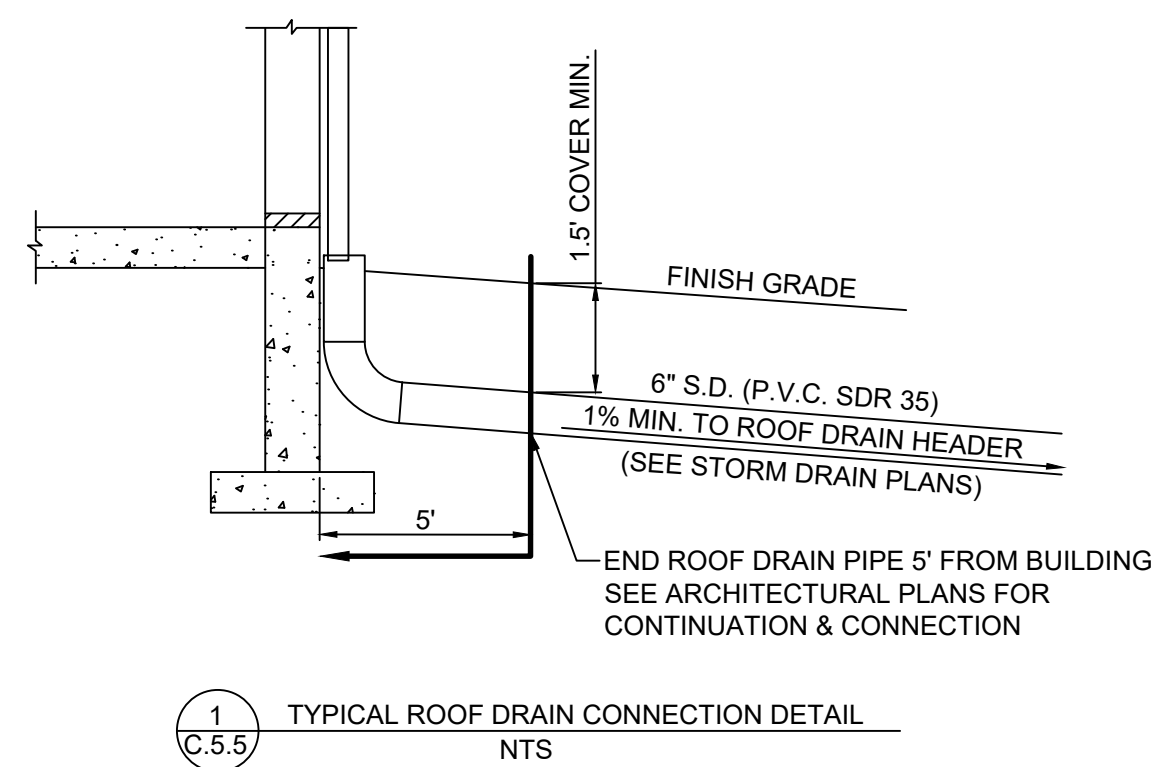 1.5' COVER MIN.
FINISH GRADE
6" S.D. (P.V.C. SDR 35)
1% MIN. TO ROOF DRAIN HEADER
(SEE STORM DRAIN PLANS)
5'
END ROOF DRAIN PIPE 5' FROM BUILDING
SEE ARCHITECTURAL PLANS FOR
CONTINUATION & CONNECTION
1
C.5.5
TYPICAL ROOF DRAIN CONNECTION DETAIL
NTS